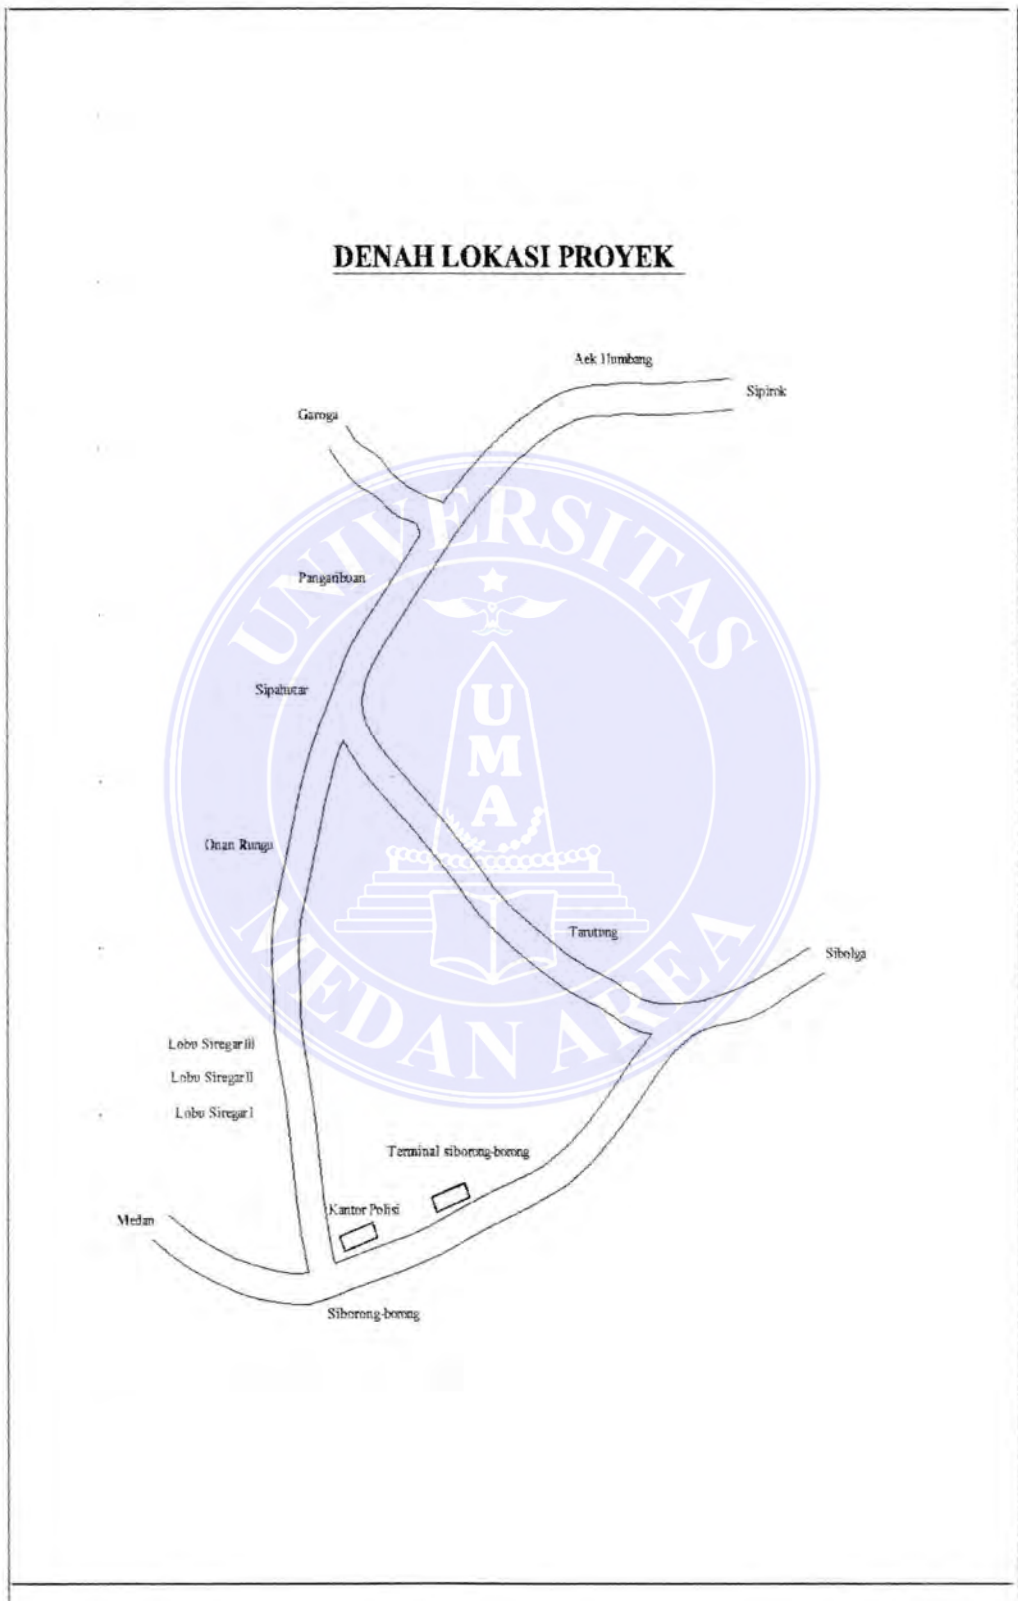 DENAH LOKASI PROYEK
Aek Humbang
Sipirok
Garoga
Pangaribuan
Sipahutar
Onan Rungu
Tarutung
Sibolga
Lobu Siregar III
Lobu Siregar II
Lobu Siregar I
Terminal siborong-borong
Kantor Polisi
Medan
Siborong-borong
UNIVERSITAS
MEDAN AREA
UMA